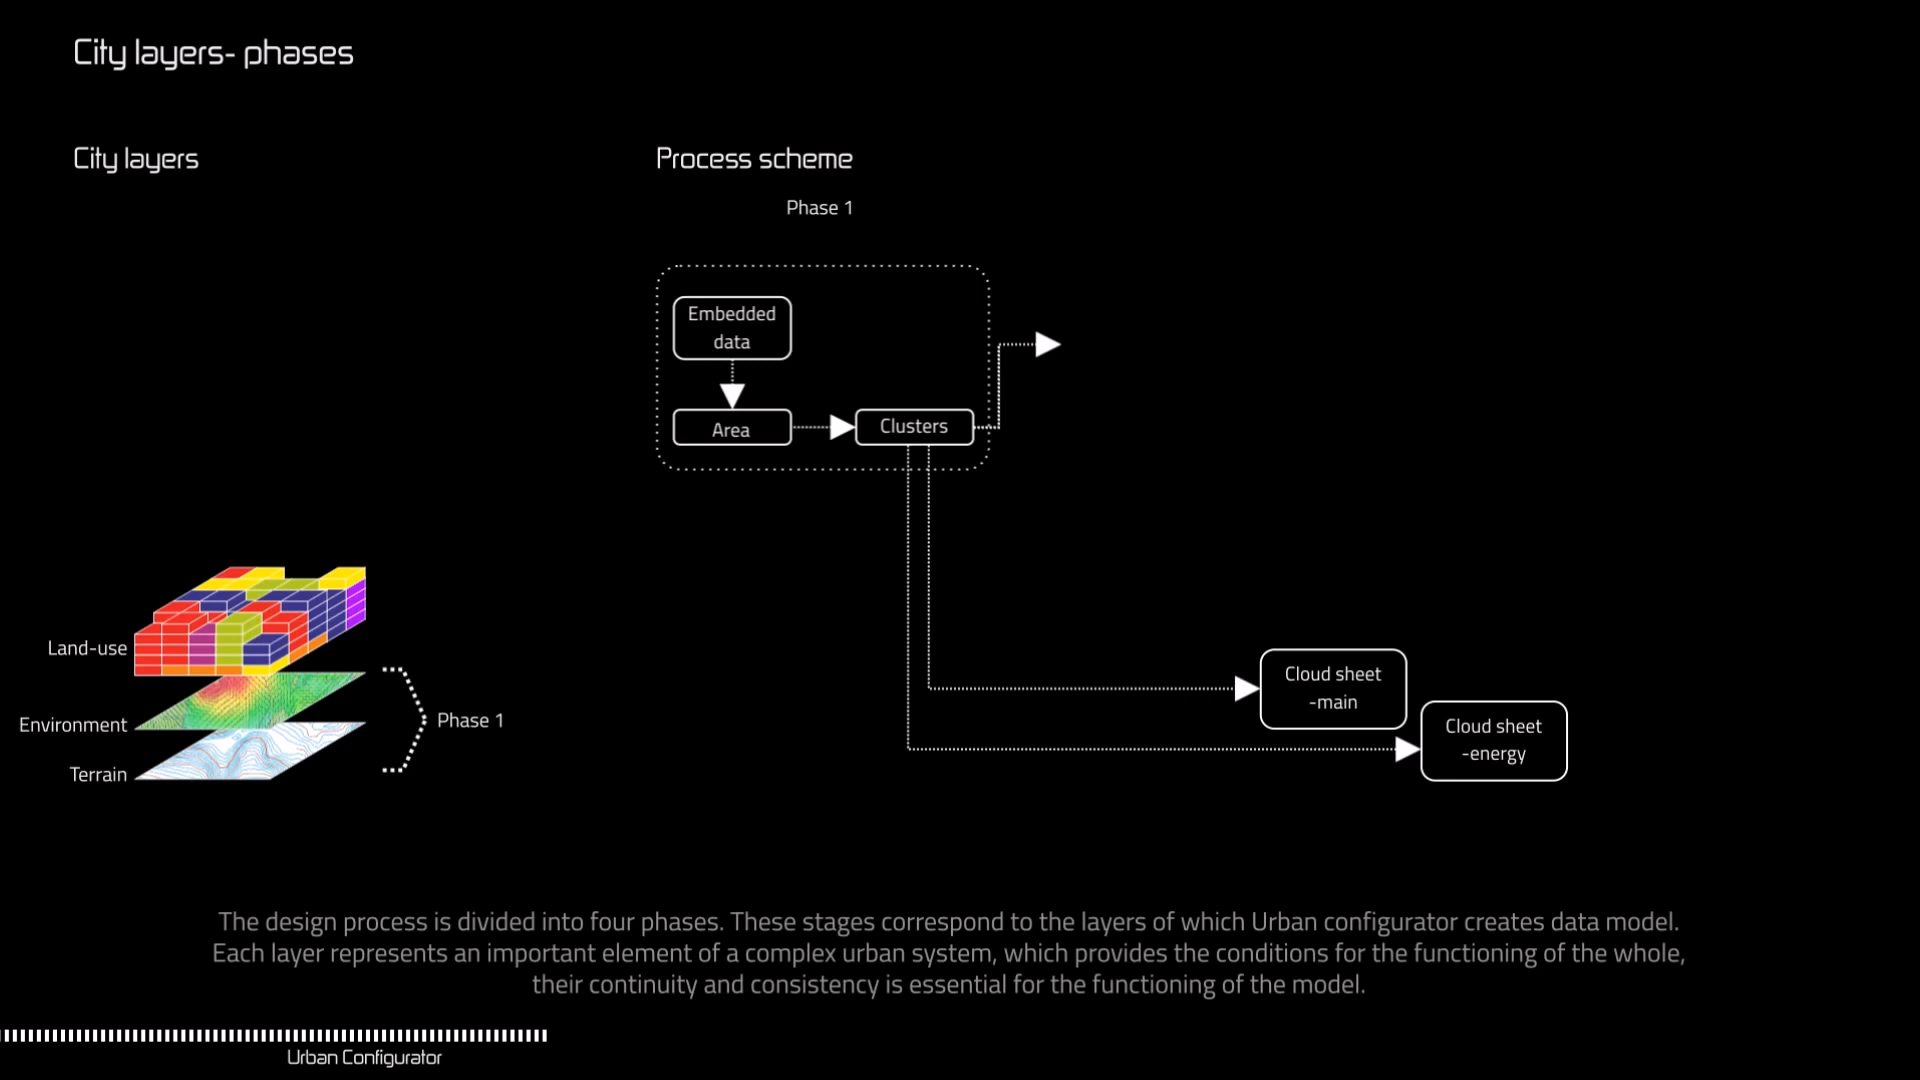 City layers- phases
City layers
Process scheme
Phase 1
Embedded
data
Area
Clusters
Land-use
Environment
Terrain
Phase 1
Cloud sheet
-main
Cloud sheet
-energy
The design process is divided into four phases. These stages correspond to the layers of which Urban configurator creates data model.
Each layer represents an important element of a complex urban system, which provides the conditions for the functioning of the whole,
their continuity and consistency is essential for the functioning of the model.
Urban Configurator